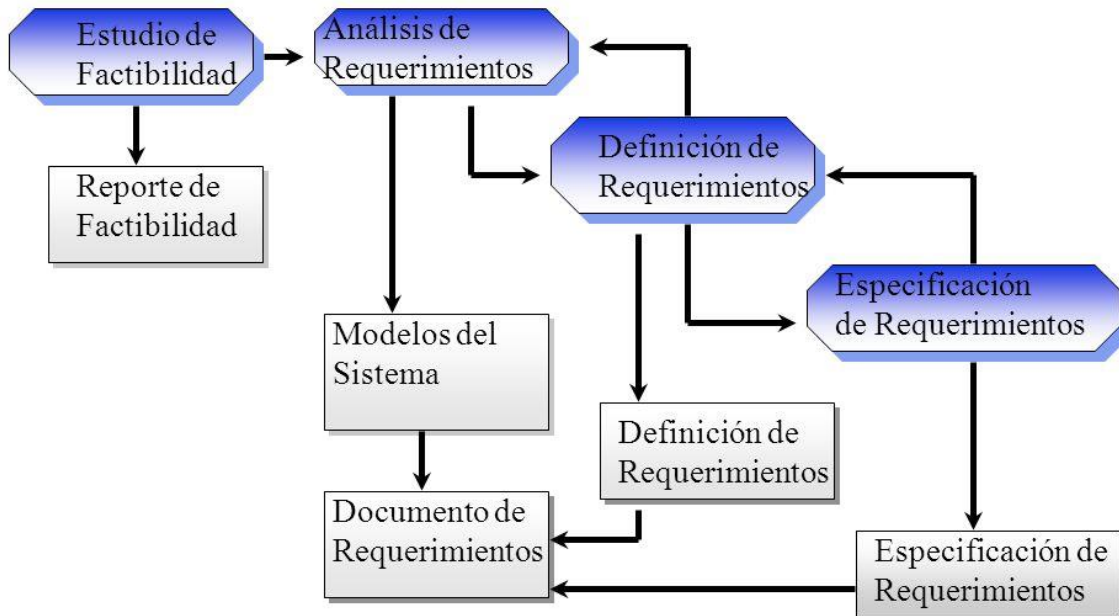 Estudio de
Factibilidad
Análisis de
Requerimientos
Definición de
Requerimientos
Reporte de
Factibilidad
Especificación
de Requerimientos
Modelos del
Sistema
Definición de
Requerimientos
Documento de
Requerimientos
Especificación de
Requerimientos